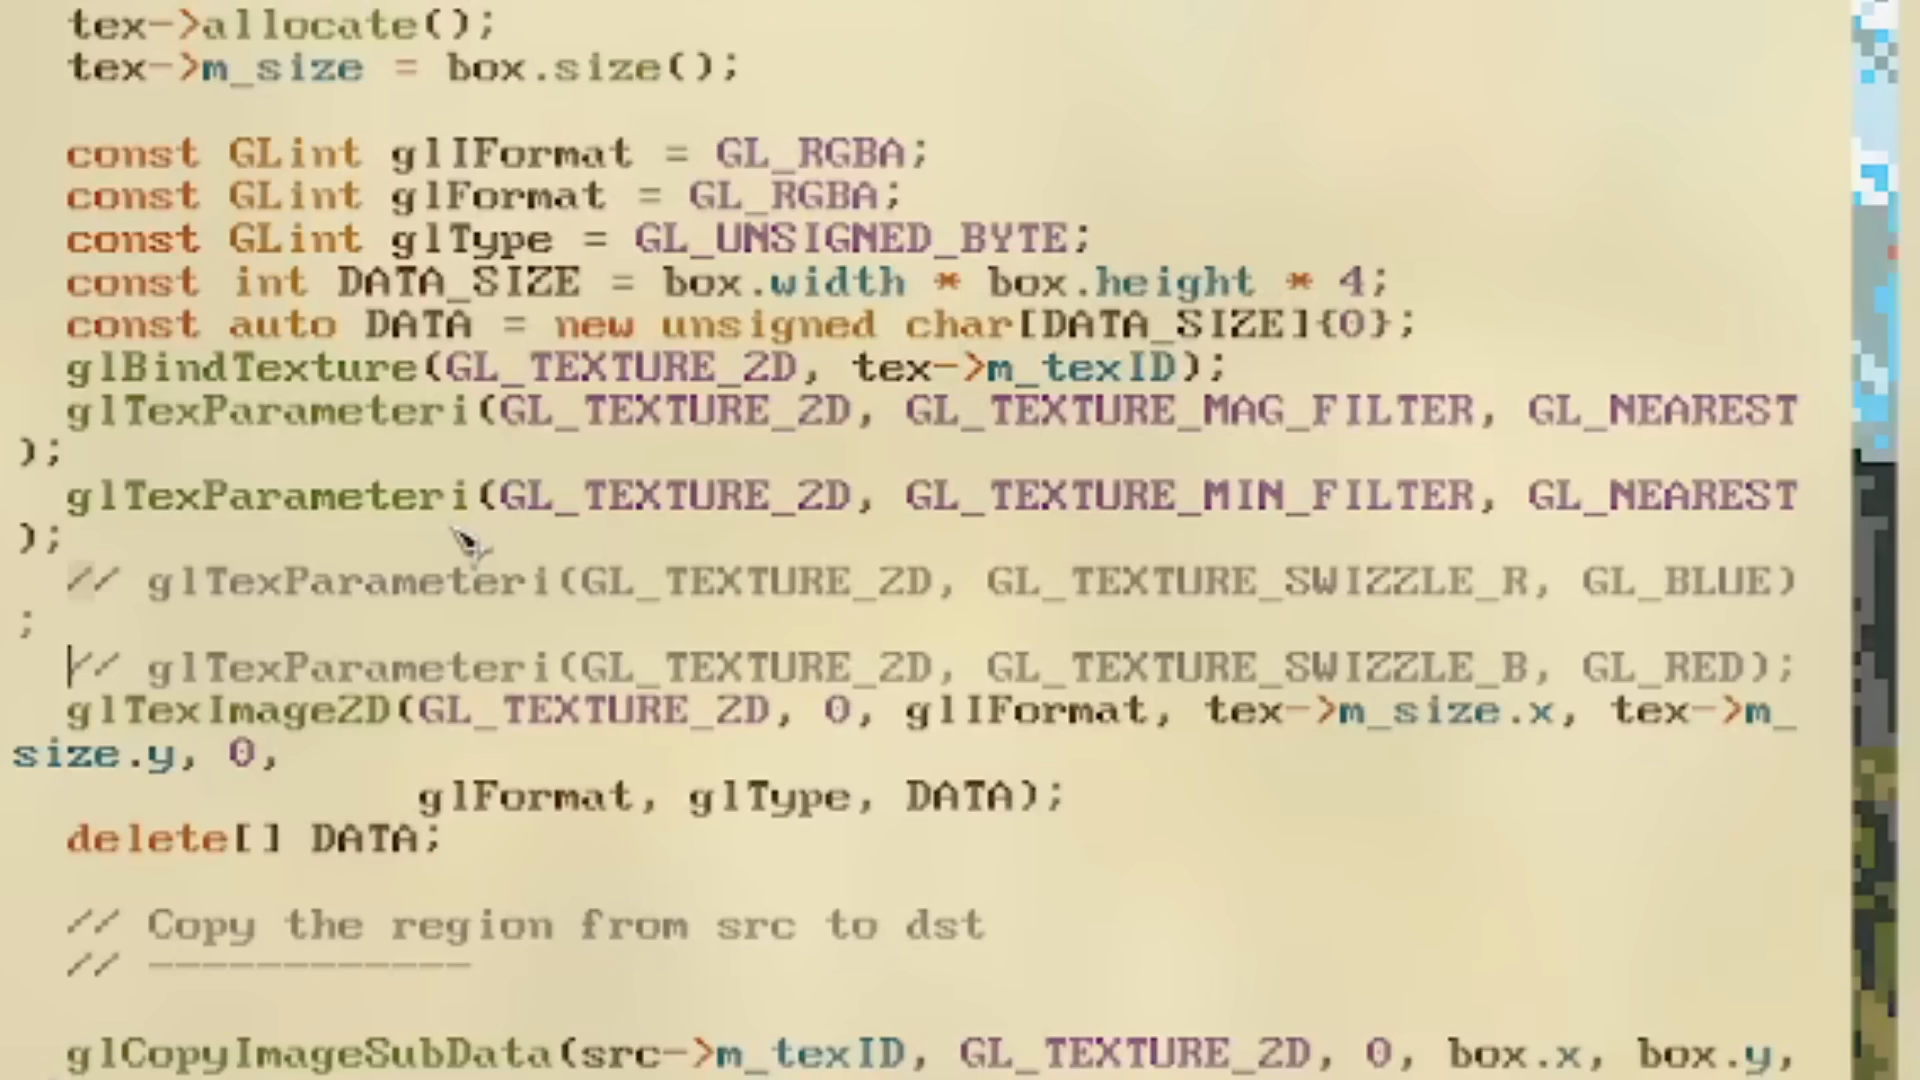 tex->allocate();
tex->m_size = box.size();
const GLint glIFormat = GL_RGBA;
const GLint glFormat = GL_RGBA;
const GLint glType = GL_UNSIGNED_BYTE;
const int DATA_SIZE = box.width * box.height * 4;
const auto DATA = new unsigned char[DATA_SIZE]{0};
glBindTexture(GL_TEXTURE_2D, tex->m_texID);
glTexParameteri(GL_TEXTURE_2D, GL_TEXTURE_MAG_FILTER, GL_NEAREST
);
glTexParameteri(GL_TEXTURE_2D, GL_TEXTURE_MIN_FILTER, GL_NEAREST
);
// glTexParameteri(GL_TEXTURE_2D, GL_TEXTURE_SWIZZLE_R, GL_BLUE)
;
// glTexParameteri(GL_TEXTURE_2D, GL_TEXTURE_SWIZZLE_B, GL_RED);
glTexImage2D(GL_TEXTURE_2D, 0, glIFormat, tex->m_size.x, tex->m_
size.y, 0,
glFormat, glType, DATA);
delete[] DATA;
// Copy the region from src to dst
// ------------
glCopyImageSubData(src->m_texID, GL_TEXTURE_2D, 0, box.x, box.y,